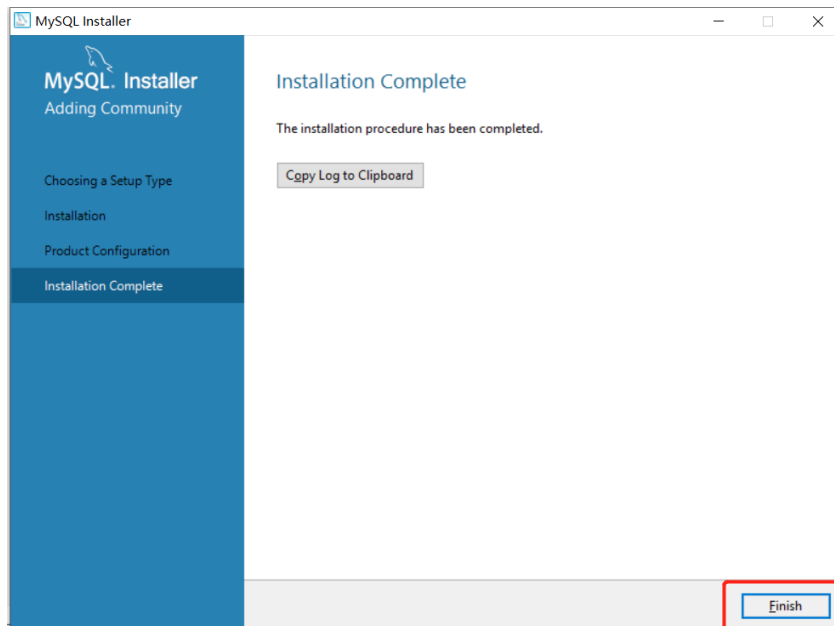 MySQL Installer
MySQL. Installer
Adding Community
Choosing a Setup Type
Installation
Product Configuration
Installation Complete
Installation Complete
The installation procedure has been completed.
Copy Log to Clipboard
Finish